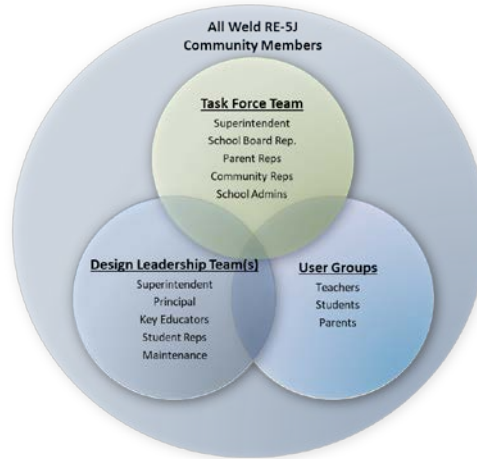 All Weld RE-5J
Community Members
Task Force Team
Superintendent
School Board Rep.
Parent Reps
Community Reps
School Admins
Design Leadership Team(s)
Superintendent
Principal
Key Educators
Student Reps
Maintenance
User Groups
Teachers
Students
Parents